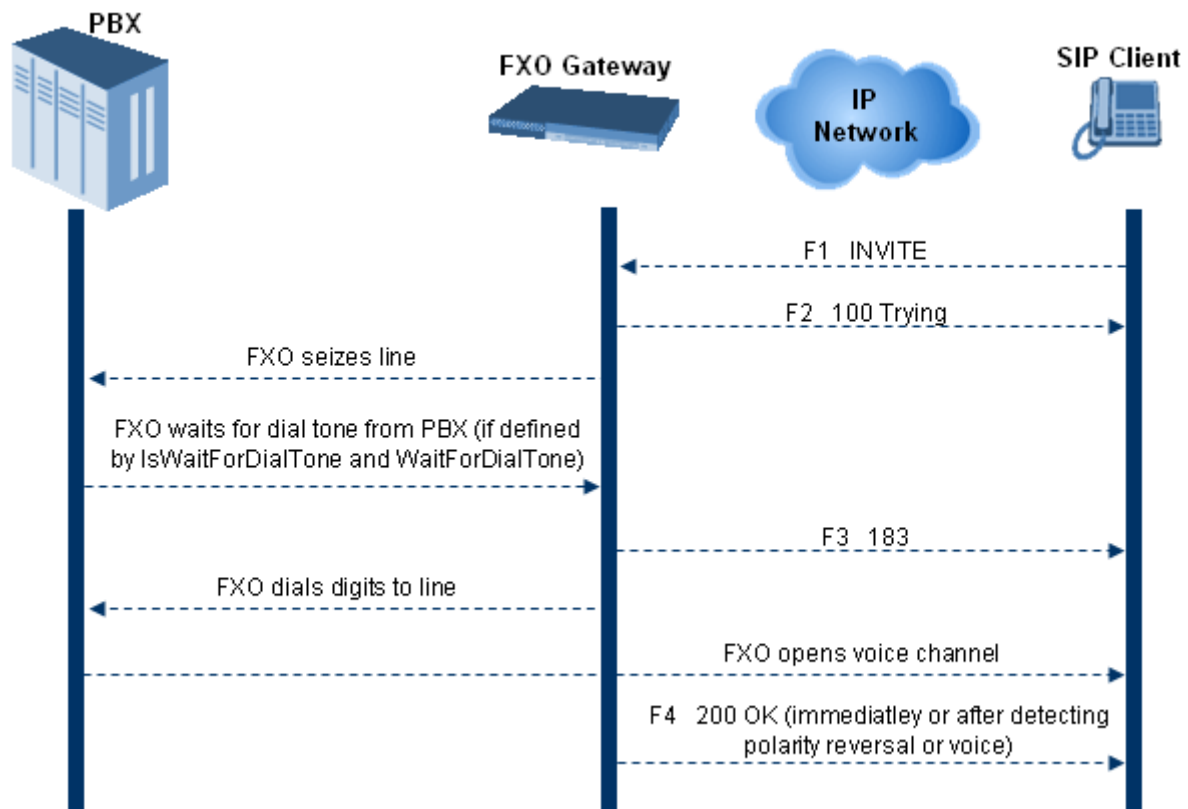 PBX
FXO Gateway
IP
Network
SIP Client
F1 INVITE
F2 100 Trying
FXO seizes line
FXO waits for dial tone from PBX (if defined
by IsWaitForDialTone and WaitForDialTone)
F3 183
FXO dials digits to line
FXO opens voice channel
F4 200 OK (immediatley or after detecting
polarity reversal or voice)